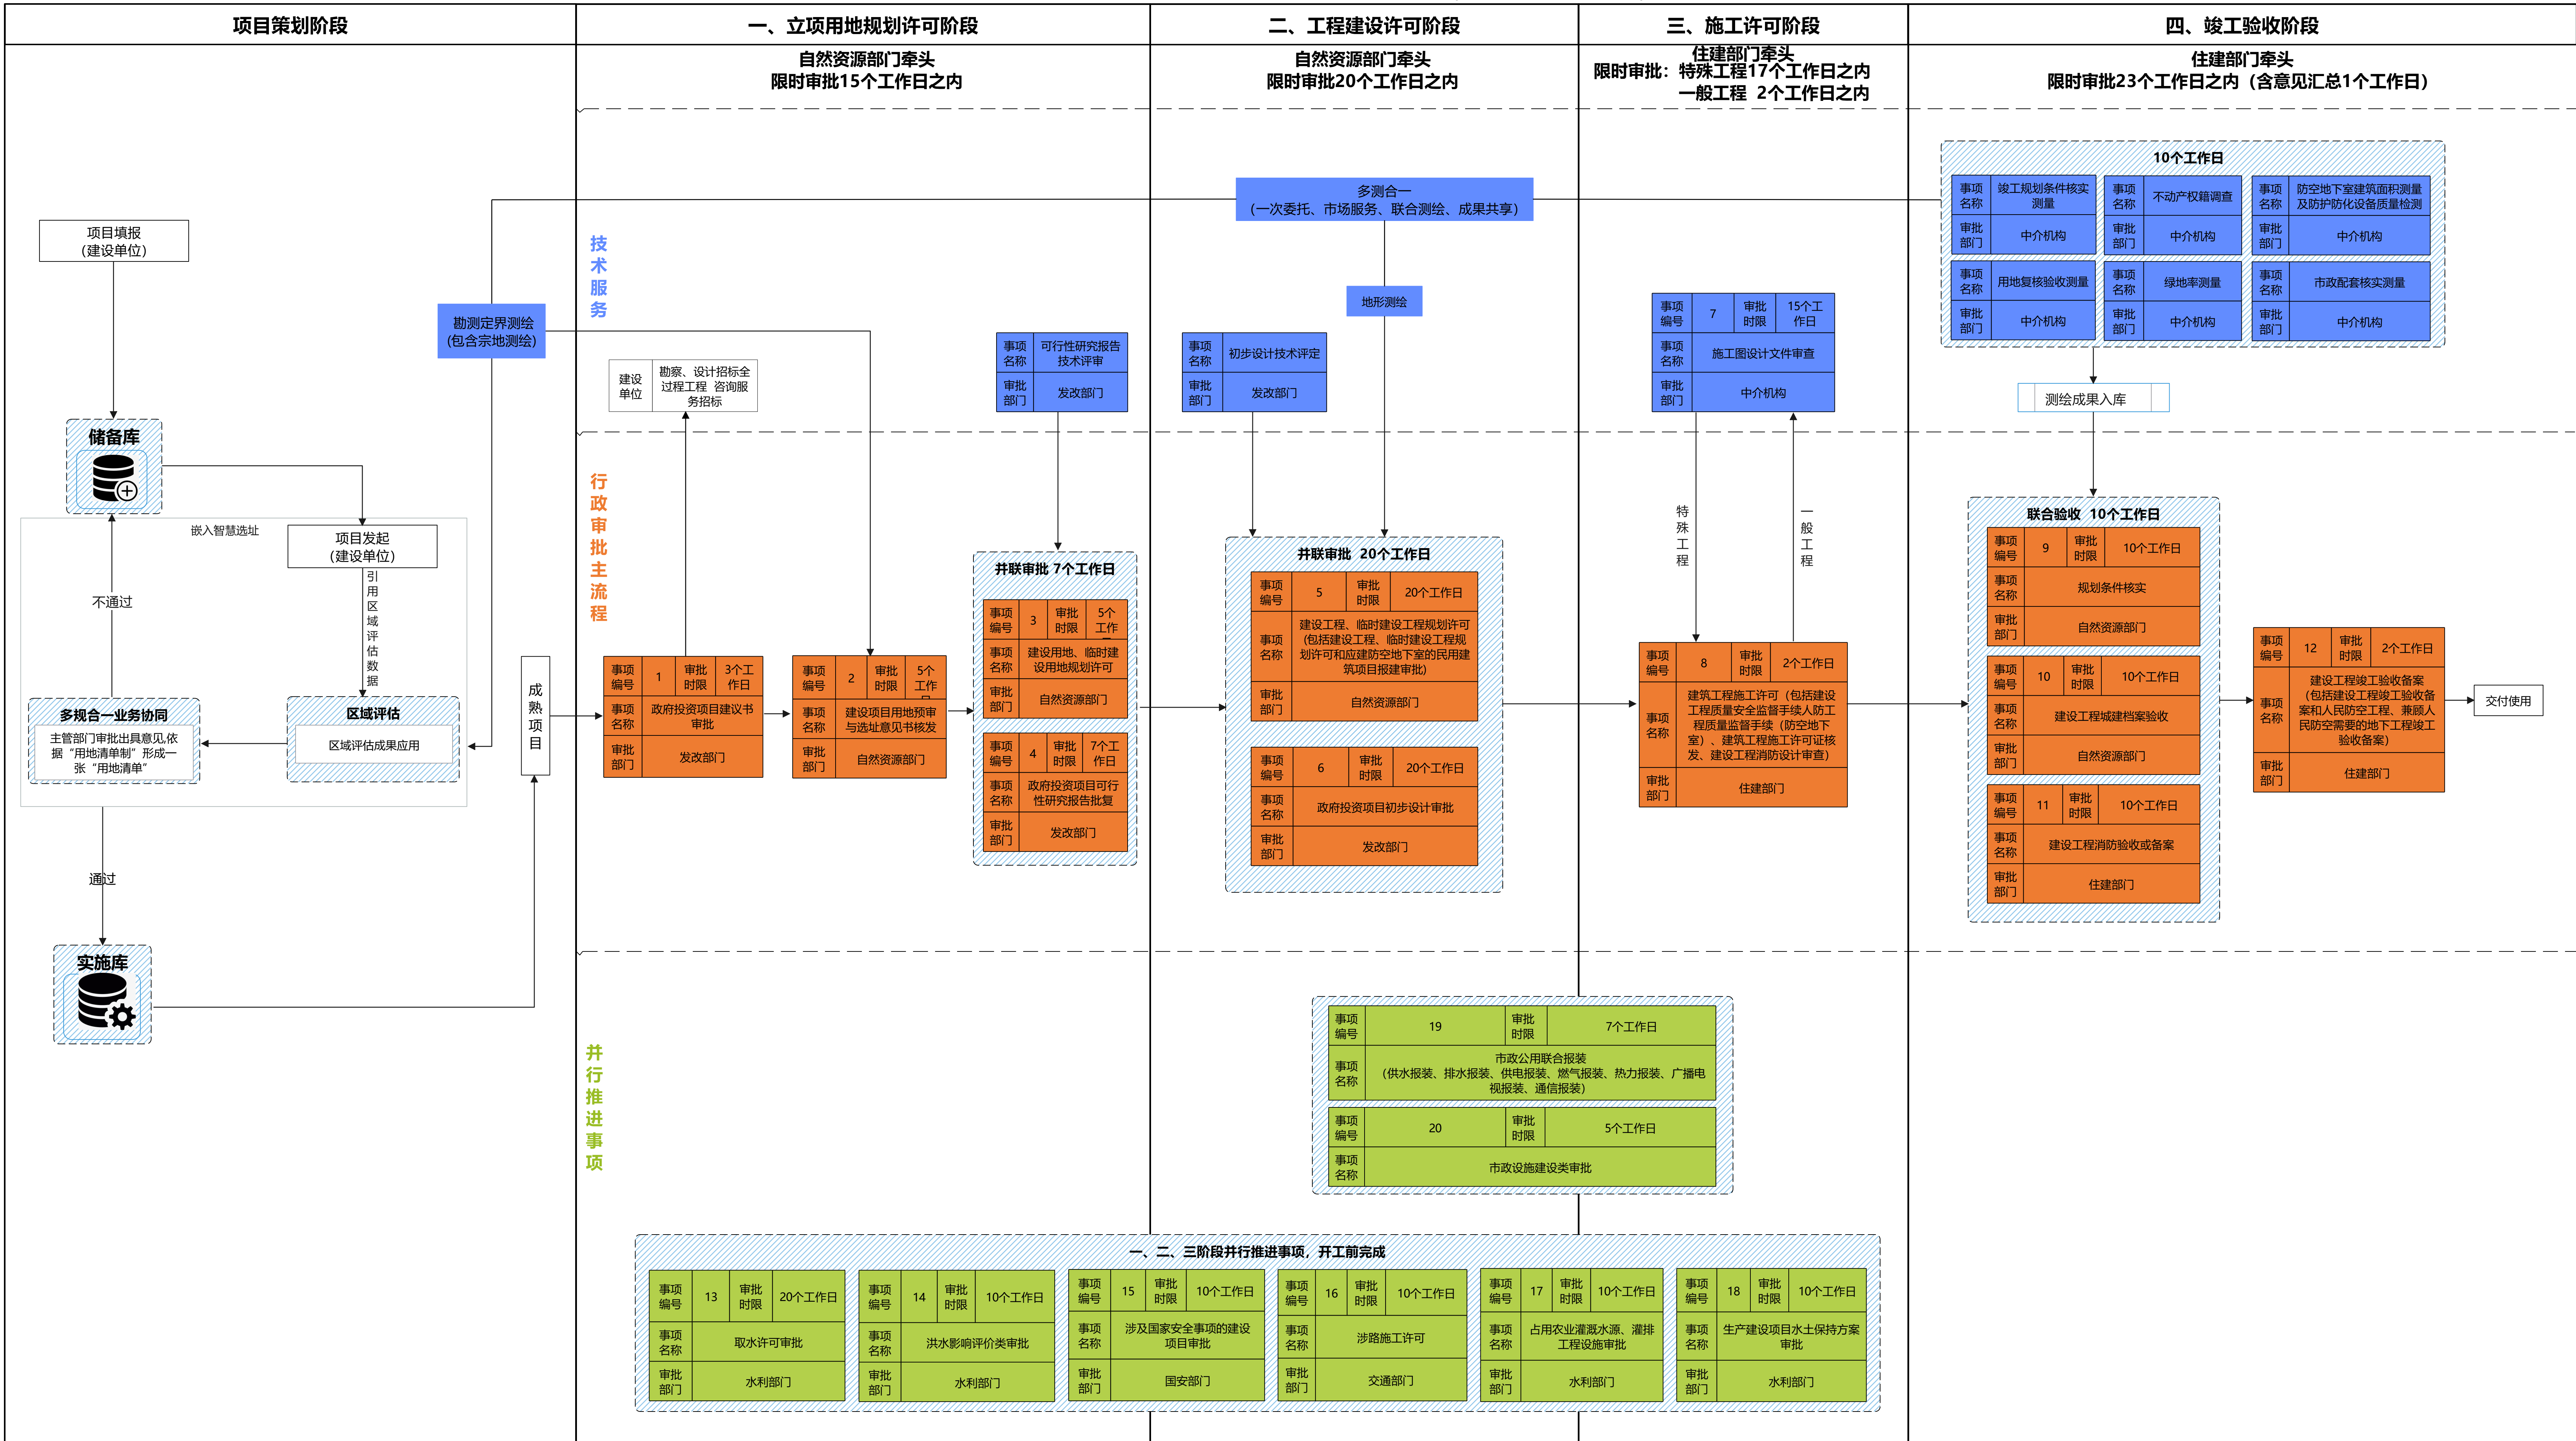 项目策划阶段
一、立项用地规划许可阶段
二、工程建设许可阶段
三、施工许可阶段
四、竣工验收阶段
自然资源部门牵头
限时审批15个工作日之内
自然资源部门牵头
限时审批20个工作日之内
住建部门牵头
限时审批：特殊工程17个工作日之内
一般工程 2个工作日之内
住建部门牵头
限时审批23个工作日之内（含意见汇总1个工作日）
项目填报
（建设单位）
储备库
嵌入智慧选址
项目发起
（建设单位）
引用区域评估数据
不通过
多规合一业务协同
主管部门审批出具意见,依
据“用地清单制”形成一
张“用地清单”
区域评估
区域评估成果应用
通过
实施库
成熟项目
勘测定界测绘
(包含宗地测绘)
技术服务
多测合一
（一次委托、市场服务、联合测绘、成果共享）
地形测绘
建设
单位
勘察、设计招标全
过程工程 咨询服
务招标
事项
名称
可行性研究报告
技术评审
审批
部门
发改部门
事项
名称
初步设计技术评定
审批
部门
发改部门
事项
编号
7
审批
时限
15个工
作日
事项
名称
施工图设计文件审查
审批
部门
中介机构
10个工作日
事项
名称
竣工规划条件核实
测量
审批
部门
中介机构
事项
名称
不动产权籍调查
审批
部门
中介机构
事项
名称
防空地下室建筑面积测量
及防护防化设备质量检测
审批
部门
中介机构
事项
名称
用地复核验收测量
审批
部门
中介机构
事项
名称
绿地率测量
审批
部门
中介机构
事项
名称
市政配套核实测量
审批
部门
中介机构
测绘成果入库
行政审批主流程
事项
编号
1
审批
时限
3个工
作日
事项
名称
政府投资项目建议书
审批
审批
部门
发改部门
事项
编号
2
审批
时限
5个
工作
事项
名称
建设项目用地预审
与选址意见书核发
审批
部门
自然资源部门
并联审批 7个工作日
事项
编号
3
审批
时限
5个
工作
事项
名称
建设用地、临时建
设用地规划许可
审批
部门
自然资源部门
事项
编号
4
审批
时限
7个工
作日
事项
名称
政府投资项目可行
性研究报告批复
审批
部门
发改部门
并联审批 20个工作日
事项
编号
5
审批
时限
20个工作日
事项
名称
建设工程、临时建设工程规划许可
(包括建设工程、临时建设工程规
划许可和应建防空地下室的民用建
筑项目报建审批)
审批
部门
自然资源部门
事项
编号
6
审批
时限
20个工作日
事项
名称
政府投资项目初步设计审批
审批
部门
发改部门
特殊工程
一般工程
事项
编号
8
审批
时限
2个工作日
事项
名称
建筑工程施工许可（包括建设
工程质量安全监督手续人防工
程质量监督手续（防空地下
室）、建筑工程施工许可证核
发、建设工程消防设计审查）
审批
部门
住建部门
联合验收 10个工作日
事项
编号
9
审批
时限
10个工作日
事项
名称
规划条件核实
审批
部门
自然资源部门
事项
编号
10
审批
时限
10个工作日
事项
名称
建设工程城建档案验收
审批
部门
自然资源部门
事项
编号
11
审批
时限
10个工作日
事项
名称
建设工程消防验收或备案
审批
部门
住建部门
事项
编号
12
审批
时限
2个工作日
事项
名称
建设工程竣工验收备案
（包括建设工程竣工验收备
案和人民防空工程、兼顾人
民防空需要的地下工程竣工
验收备案）
审批
部门
住建部门
交付使用
并行推进事项
事项
编号
19
审批
时限
7个工作日
事项
名称
市政公用联合报装
（供水报装、排水报装、供电报装、燃气报装、热力报装、广播电
视报装、通信报装）
事项
编号
20
审批
时限
5个工作日
事项
名称
市政设施建设类审批
一、二、三阶段并行推进事项，开工前完成
事项
编号
13
审批
时限
20个工作日
事项
名称
取水许可审批
审批
部门
水利部门
事项
编号
14
审批
时限
10个工作日
事项
名称
洪水影响评价类审批
审批
部门
水利部门
事项
编号
15
审批
时限
10个工作日
事项
名称
涉及国家安全事项的建设
项目审批
审批
部门
国安部门
事项
编号
16
审批
时限
10个工作日
事项
名称
涉路施工许可
审批
部门
交通部门
事项
编号
17
审批
时限
10个工作日
事项
名称
占用农业灌溉水源、灌排
工程设施审批
审批
部门
水利部门
事项
编号
18
审批
时限
10个工作日
事项
名称
生产建设项目水土保持方案
审批
审批
部门
水利部门